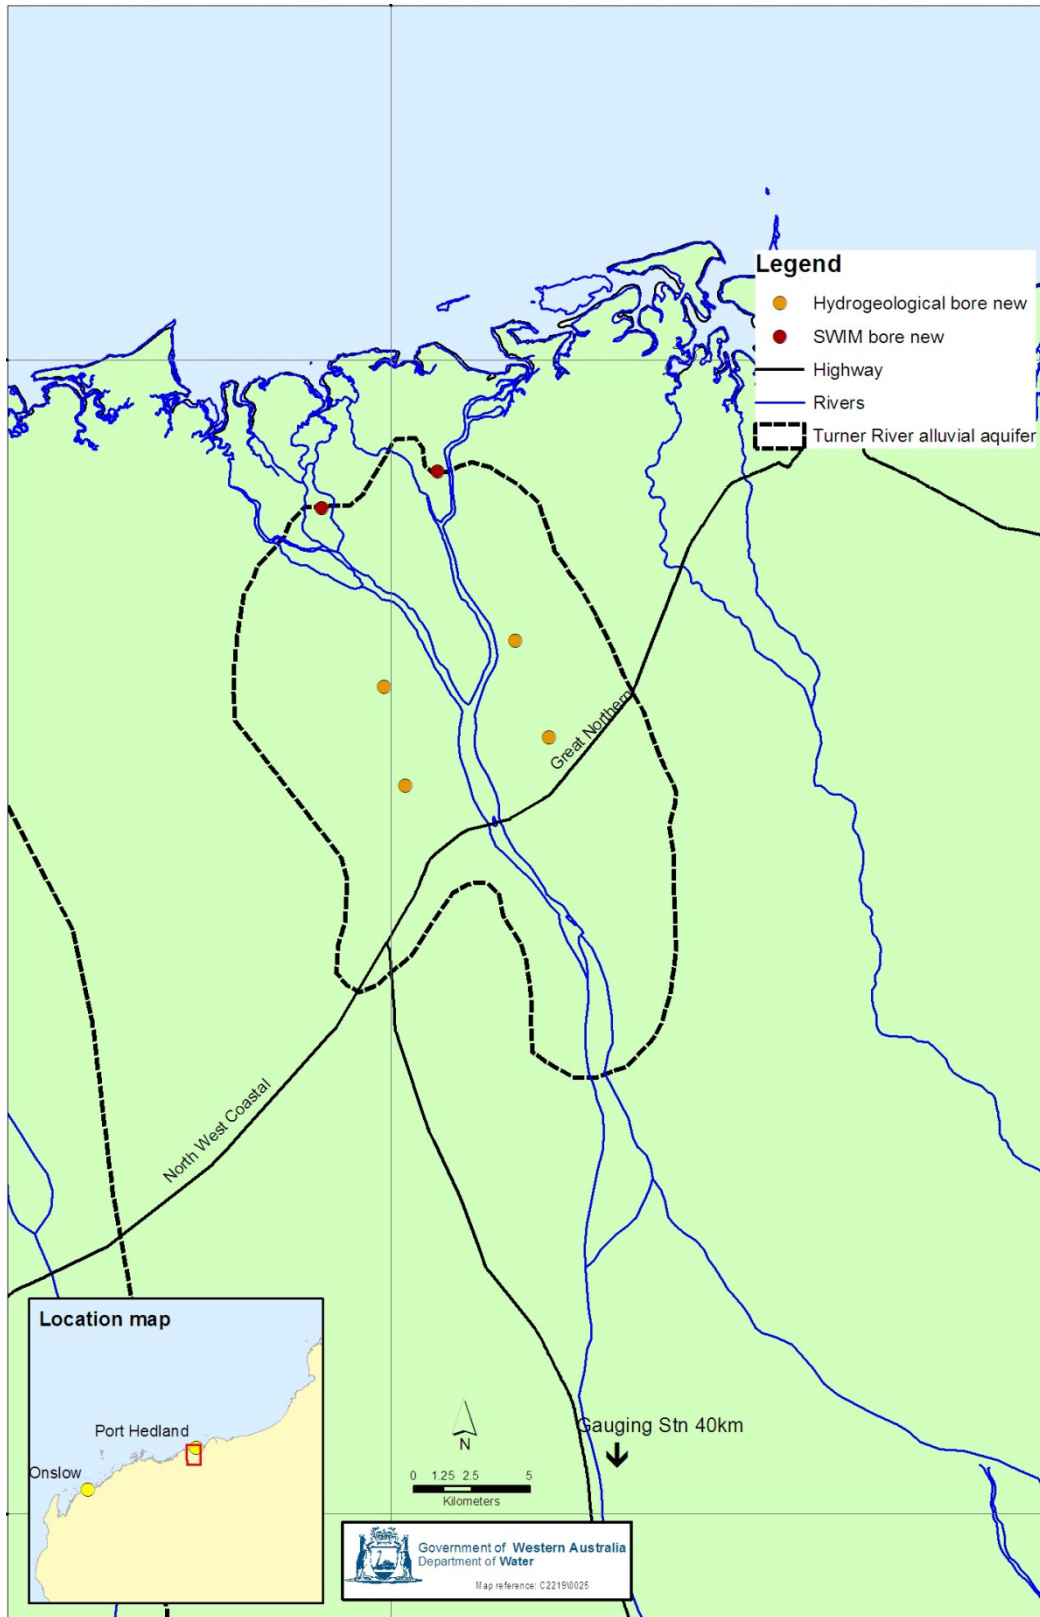 Legend
Hydrogeological bore new
SWIM bore new
Highway
Rivers
Turner River alluvial aquifer
Great Northern
North West Coastal
Location map
Port Hedland
Onslow
N
0 1.25 2.5 5
Kilometers
Gauging Stn 40km
Government of Western Australia
Department of Water
Map reference: C2219\0025